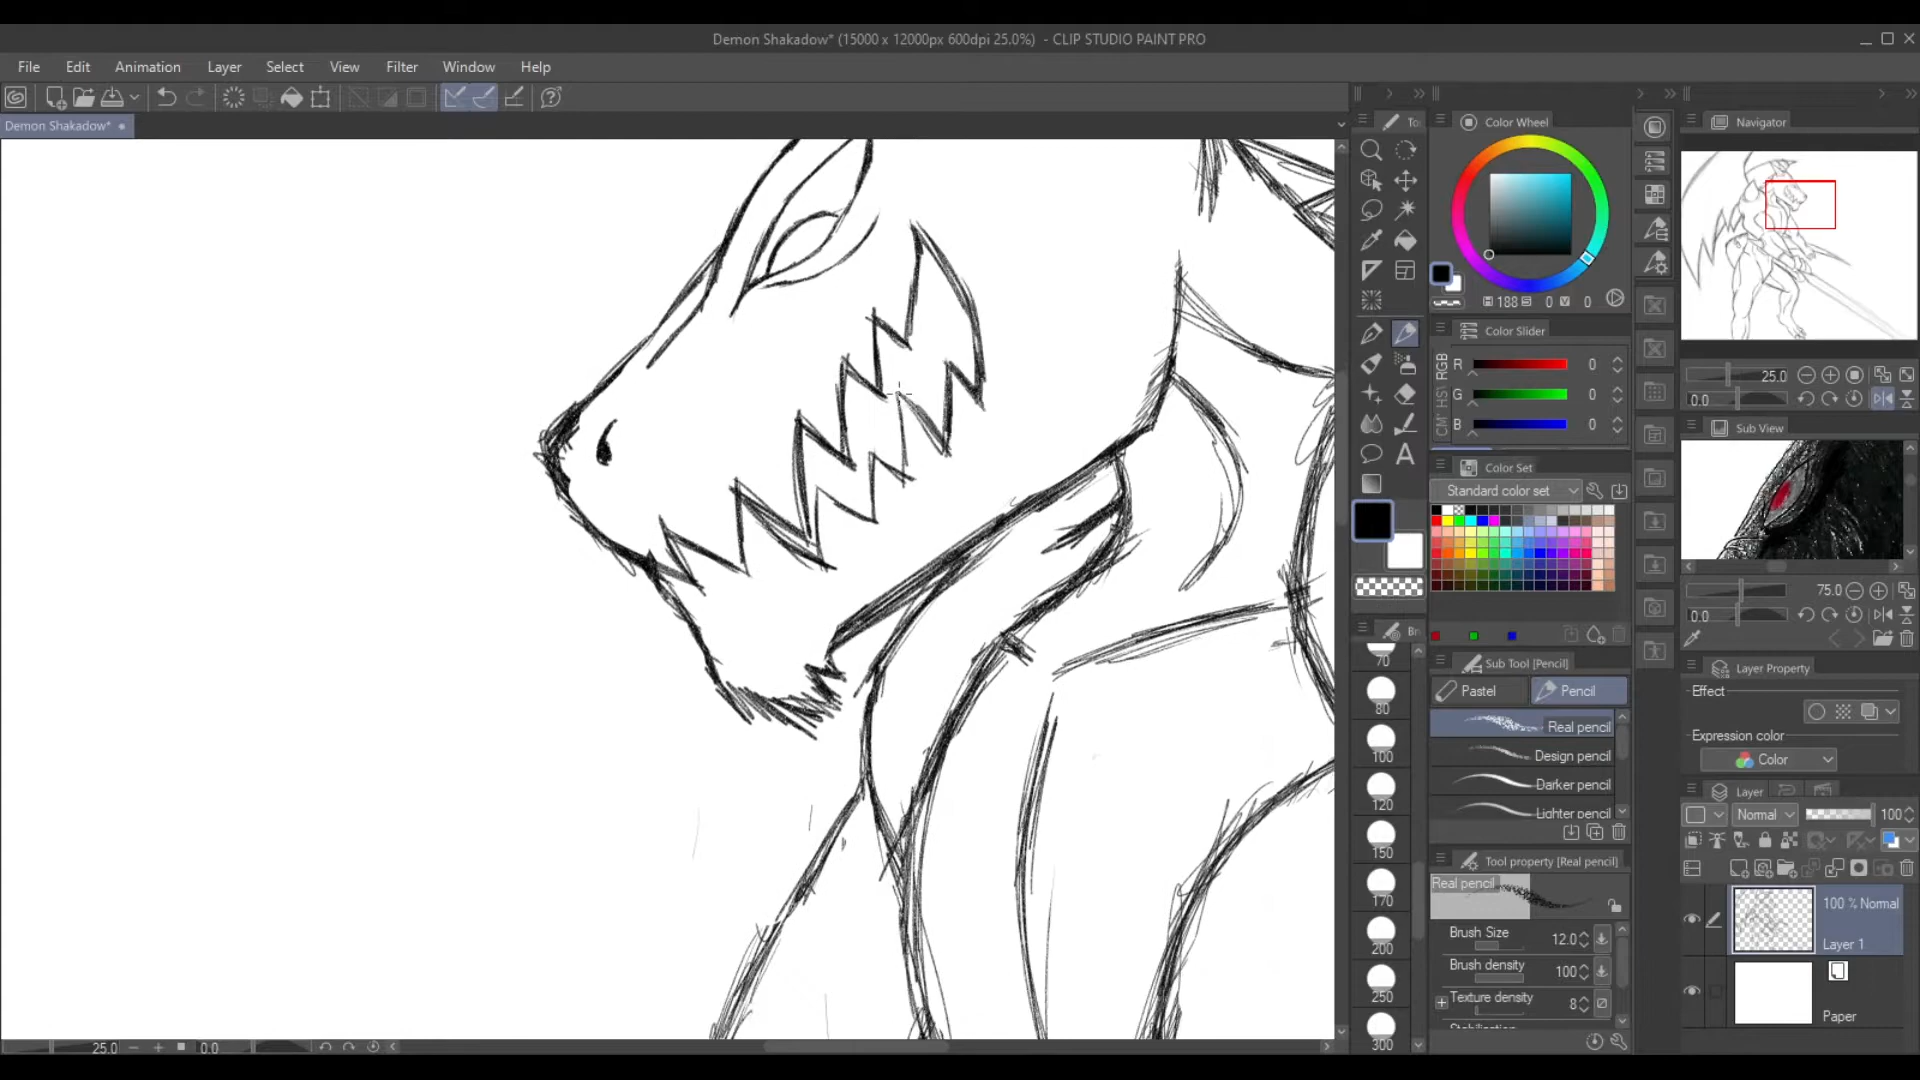 Demon Shakadow* (15000 x 12000px 600dpi 25.0%) - CLIP STUDIO PAINT PRO
File Edit Animation Layer Select View Filter Window Help
Demon Shakadow*
To
Color Wheel
Navigator
188 0 0
Color Slider
RGB
R 0
G 0
B 0
25.0
0.0
Sub View
Color Set
Standard color set
75.0
0.0
Br
70
80
100
120
150
170
200
250
300
Sub Tool [Pencil]
Pastel Pencil
Real pencil
Design pencil
Darker pencil
Lighter pencil
Tool property [Real pencil]
Real pencil
Brush Size 12.0
Brush density 100
Texture density 8
Layer Property
Effect
Expression color
Color
Layer
Normal 100
100 % Normal
Layer 1
Paper
25.0 0.0